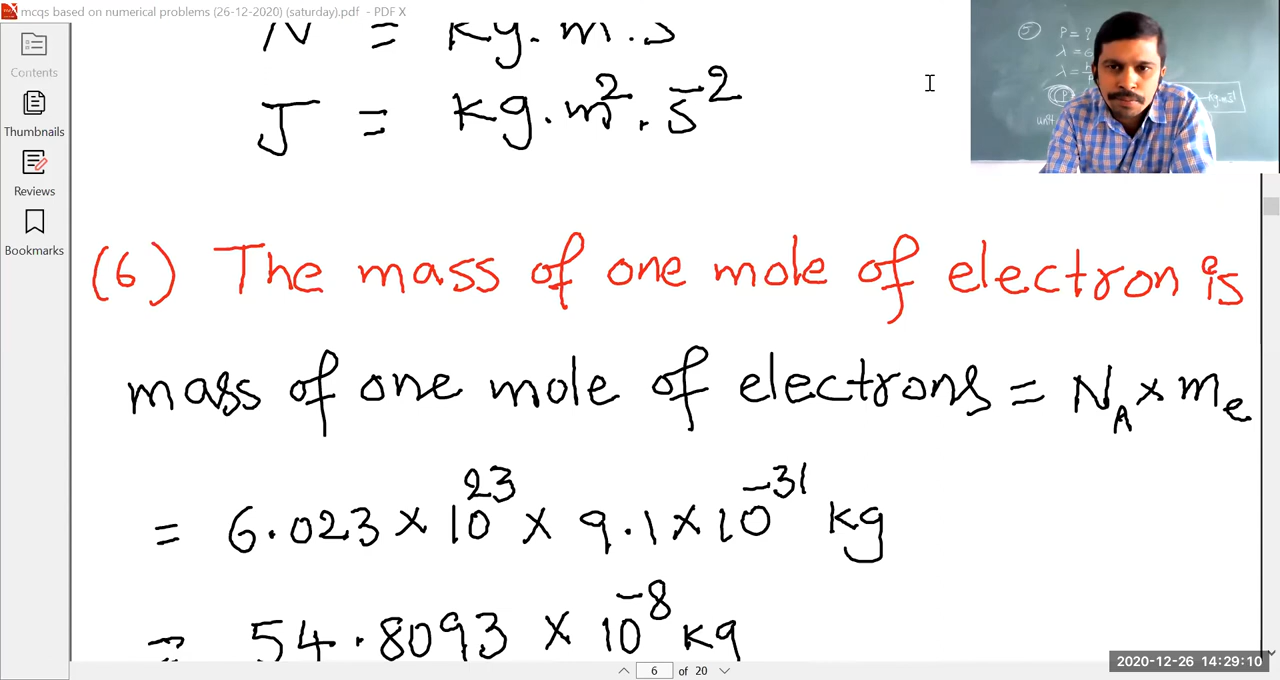 mcqs based on numerical problems (26-12-2020) (saturday).pdf - PDF X
Contents
Thumbnails
Reviews
Bookmarks
N = kg.m.s
J = kg.m².s⁻²
(6) The mass of one mole of electron is
mass of one mole of electrons = N_A × m_e
= 6.023 × 10²³ × 9.1 × 10⁻³¹ kg
= 54.8093 × 10⁻⁸ kg
5 P = ?
6 of 20
2020-12-26 14:29:10